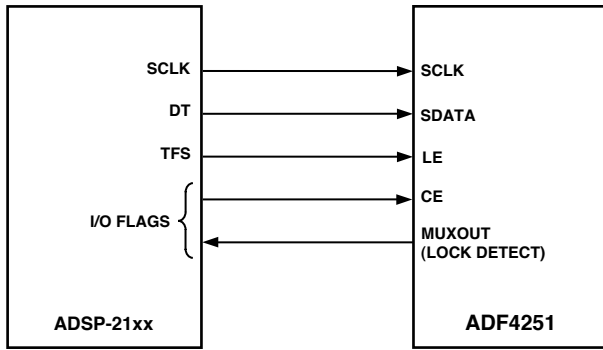 SCLK
DT
TFS
I/O FLAGS
ADSP-21xx
SCLK
SDATA
LE
CE
MUXOUT
(LOCK DETECT)
ADF4251